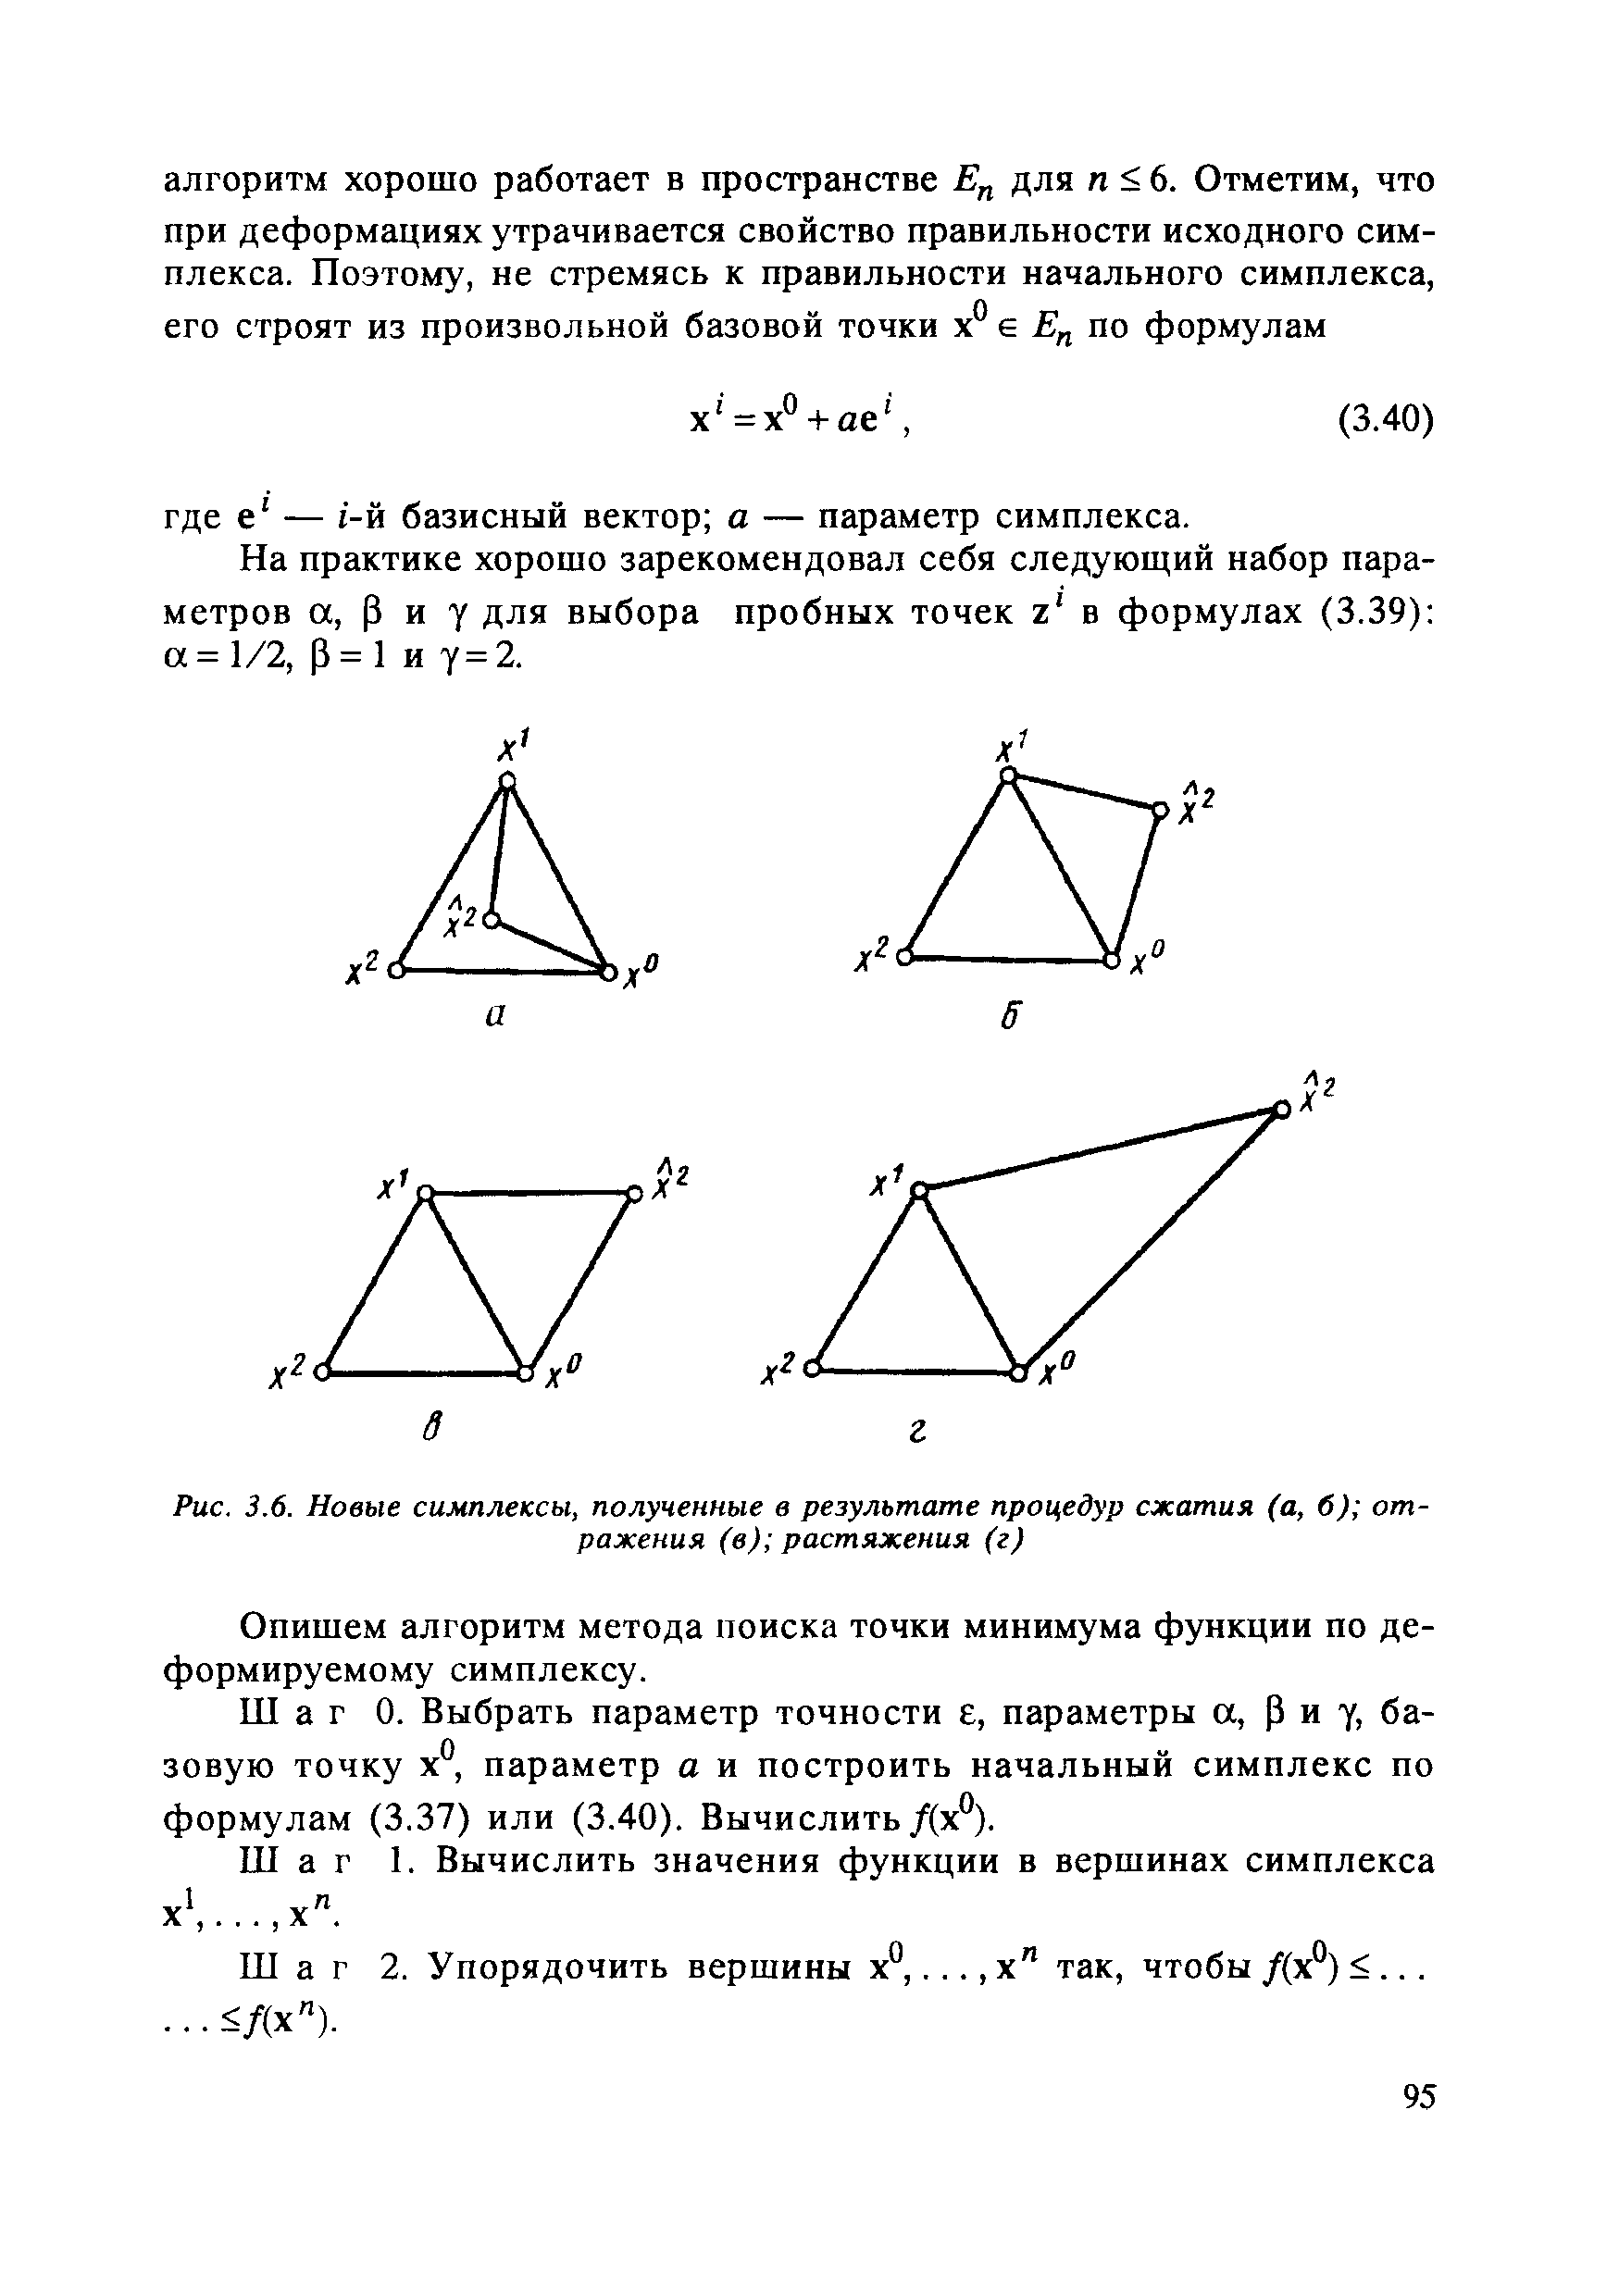 алгоритм хорошо работает в пространстве Eₙ для n ≤ 6. Отметим, что
при деформациях утрачивается свойство правильности исходного сим-
плекса. Поэтому, не стремясь к правильности начального симплекса,
его строят из произвольной базовой точки x⁰ ∈ Eₙ по формулам
xⁱ = x⁰ + aeⁱ, (3.40)
где eⁱ — i-й базисный вектор; a — параметр симплекса.
На практике хорошо зарекомендовал себя следующий набор пара-
метров α, β и γ для выбора пробных точек zⁱ в формулах (3.39):
α = 1/2, β = 1 и γ = 2.
x¹ x¹
x̂²
x̂²
x² x⁰ x² x⁰
а б
x̂²
x¹ x̂² x¹
x² x⁰ x² x⁰
в г
Рис. 3.6. Новые симплексы, полученные в результате процедур сжатия (а, б); от-
ражения (в); растяжения (г)
Опишем алгоритм метода поиска точки минимума функции по де-
формируемому симплексу.
Ш а г 0. Выбрать параметр точности ε, параметры α, β и γ, ба-
зовую точку x⁰, параметр a и построить начальный симплекс по
формулам (3.37) или (3.40). Вычислить f(x⁰).
Ш а г 1. Вычислить значения функции в вершинах симплекса
x¹, . . . , xⁿ.
Ш а г 2. Упорядочить вершины x⁰, . . . , xⁿ так, чтобы f(x⁰) ≤ . . .
. . . ≤ f(xⁿ).
95